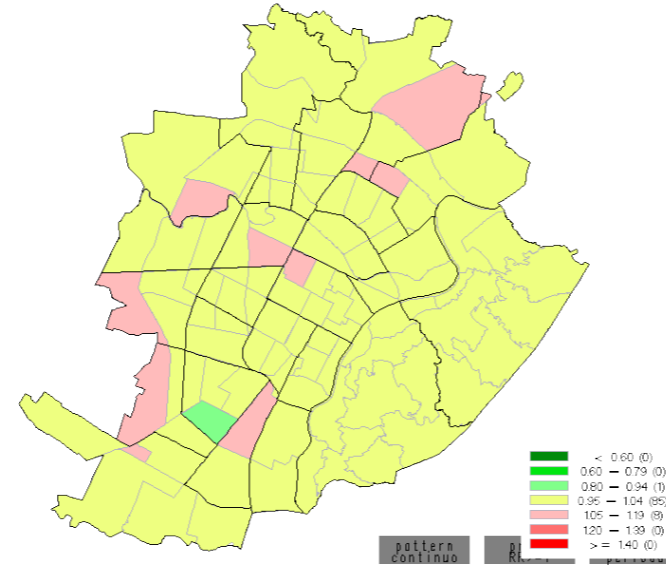 < 0.60 (0)
0.60 – 0.79 (0)
0.80 – 0.94 (1)
0.95 – 1.04 (85)
1.05 – 1.19 (8)
1.20 – 1.39 (0)
>= 1.40 (0)
pattern
continuo